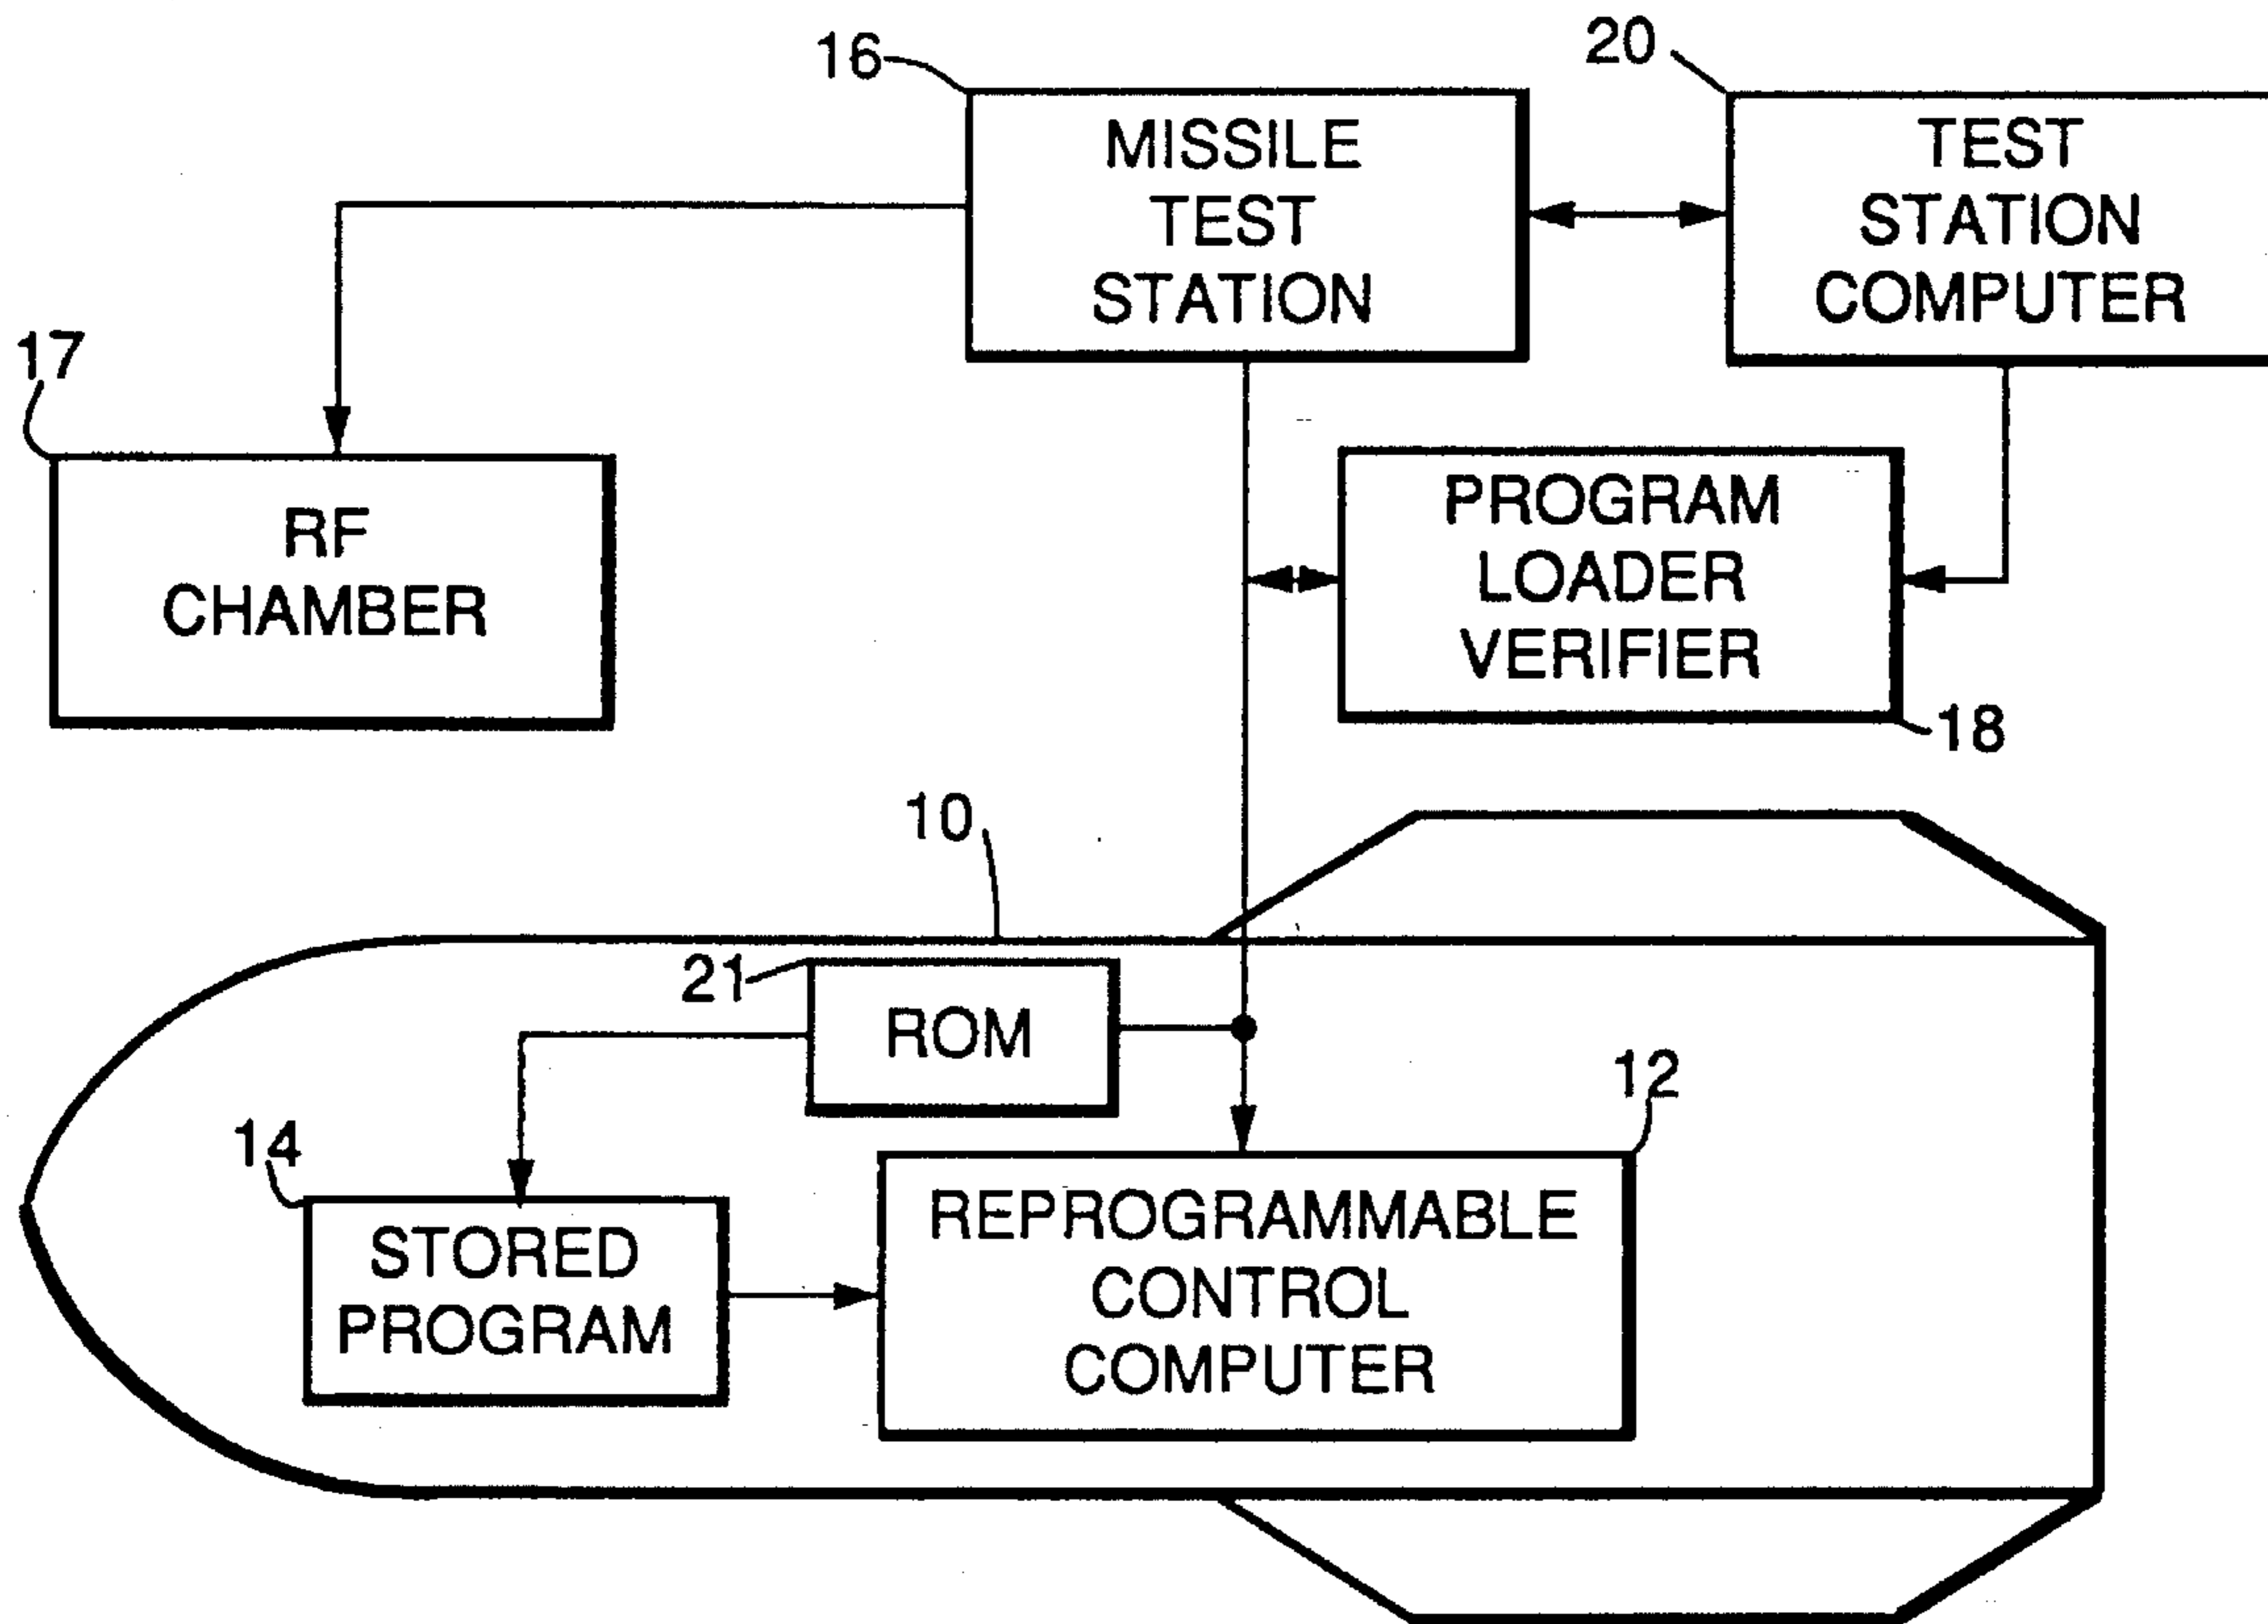 16
20
MISSILE
TEST
STATION
TEST
STATION
COMPUTER
17
RF
CHAMBER
PROGRAM
LOADER
VERIFIER
18
10
21
ROM
12
14
STORED
PROGRAM
REPROGRAMMABLE
CONTROL
COMPUTER